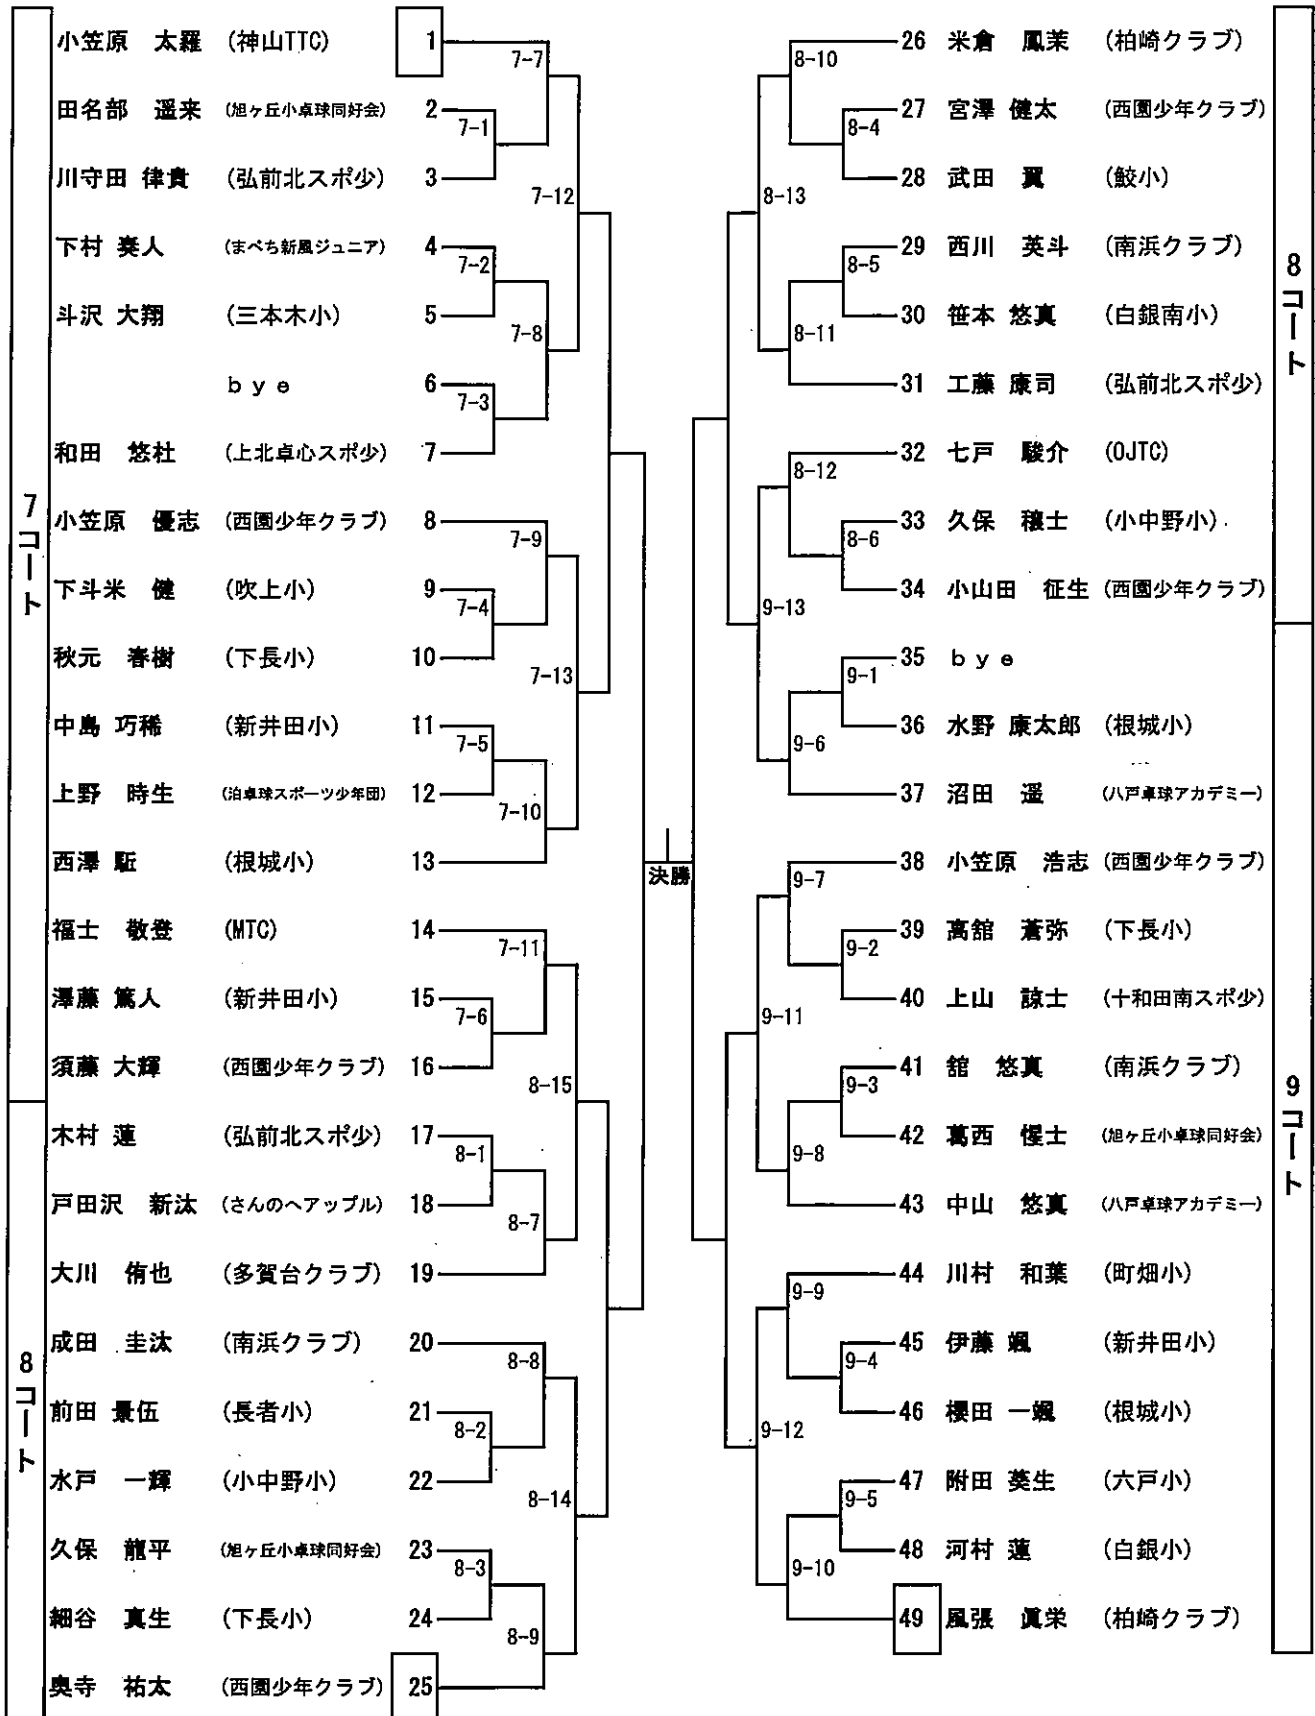 7コート
小笠原 太羅 (神山TTC) 1
田名部 遥来 (旭ヶ丘小卓球同好会) 2
川守田 律貴 (弘前北スポ少) 3
下村 奏人 (まべち新風ジュニア) 4
斗沢 大翔 (三本木小) 5
bye 6
和田 悠杜 (上北卓心スポ少) 7
小笠原 優志 (西園少年クラブ) 8
下斗米 健 (吹上小) 9
秋元 春樹 (下長小) 10
中島 巧稀 (新井田小) 11
上野 時生 (泊卓球スポーツ少年団) 12
西澤 駈 (根城小) 13
福士 敬登 (MTC) 14
澤藤 篤人 (新井田小) 15
須藤 大輝 (西園少年クラブ) 16
8コート
木村 蓮 (弘前北スポ少) 17
戸田沢 新汰 (さんのへアップル) 18
大川 侑也 (多賀台クラブ) 19
成田 圭汰 (南浜クラブ) 20
前田 景伍 (長者小) 21
水戸 一輝 (小中野小) 22
久保 龍平 (旭ヶ丘小卓球同好会) 23
細谷 真生 (下長小) 24
奥寺 祐太 (西園少年クラブ) 25
7-7
7-1
7-12
7-2
7-8
7-3
7-9
7-4
7-13
7-5
7-10
7-11
7-6
8-15
8-1
8-7
8-8
8-2
8-14
8-3
8-9
決勝
8-10
8-4
8-13
8-5
8-11
8-12
8-6
9-13
9-1
9-6
9-7
9-2
9-11
9-3
9-8
9-9
9-4
9-12
9-5
9-10
8コート
26 米倉 鳳茉 (柏崎クラブ)
27 宮澤 健太 (西園少年クラブ)
28 武田 翼 (鮫小)
29 西川 英斗 (南浜クラブ)
30 笹本 悠真 (白銀南小)
31 工藤 康司 (弘前北スポ少)
32 七戸 駿介 (OJTC)
33 久保 穣士 (小中野小)
34 小山田 征生 (西園少年クラブ)
9コート
35 bye
36 水野 康太郎 (根城小)
37 沼田 遥 (八戸卓球アカデミー)
38 小笠原 浩志 (西園少年クラブ)
39 高舘 蒼弥 (下長小)
40 上山 諒士 (十和田南スポ少)
41 舘 悠真 (南浜クラブ)
42 葛西 惺士 (旭ヶ丘小卓球同好会)
43 中山 悠真 (八戸卓球アカデミー)
44 川村 和葉 (町畑小)
45 伊藤 颯 (新井田小)
46 櫻田 一颯 (根城小)
47 附田 葵生 (六戸小)
48 河村 蓮 (白銀小)
49 風張 眞栄 (柏崎クラブ)